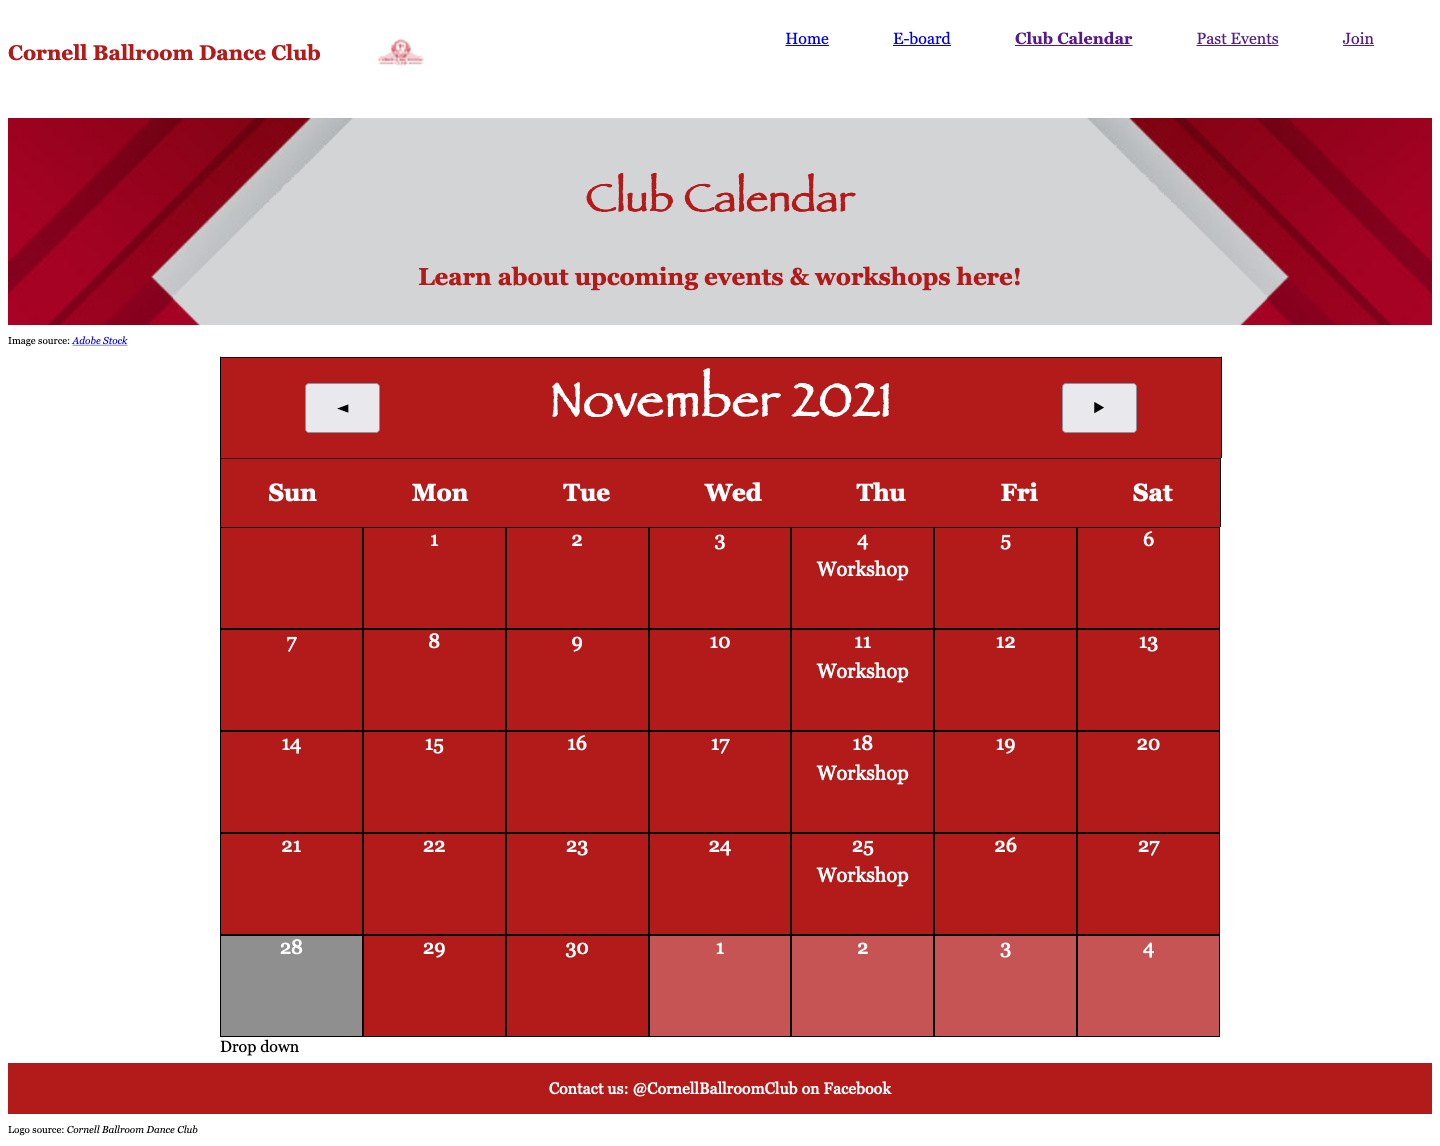 Cornell Ballroom Dance Club
Home E-board Club Calendar Past Events Join
Club Calendar
Learn about upcoming events & workshops here!
Image source: Adobe Stock
◄ November 2021 ►
Sun Mon Tue Wed Thu Fri Sat
1 2 3 4 5 6
Workshop
7 8 9 10 11 12 13
Workshop
14 15 16 17 18 19 20
Workshop
21 22 23 24 25 26 27
Workshop
28 29 30 1 2 3 4
Drop down
Contact us: @CornellBallroomClub on Facebook
Logo source: Cornell Ballroom Dance Club